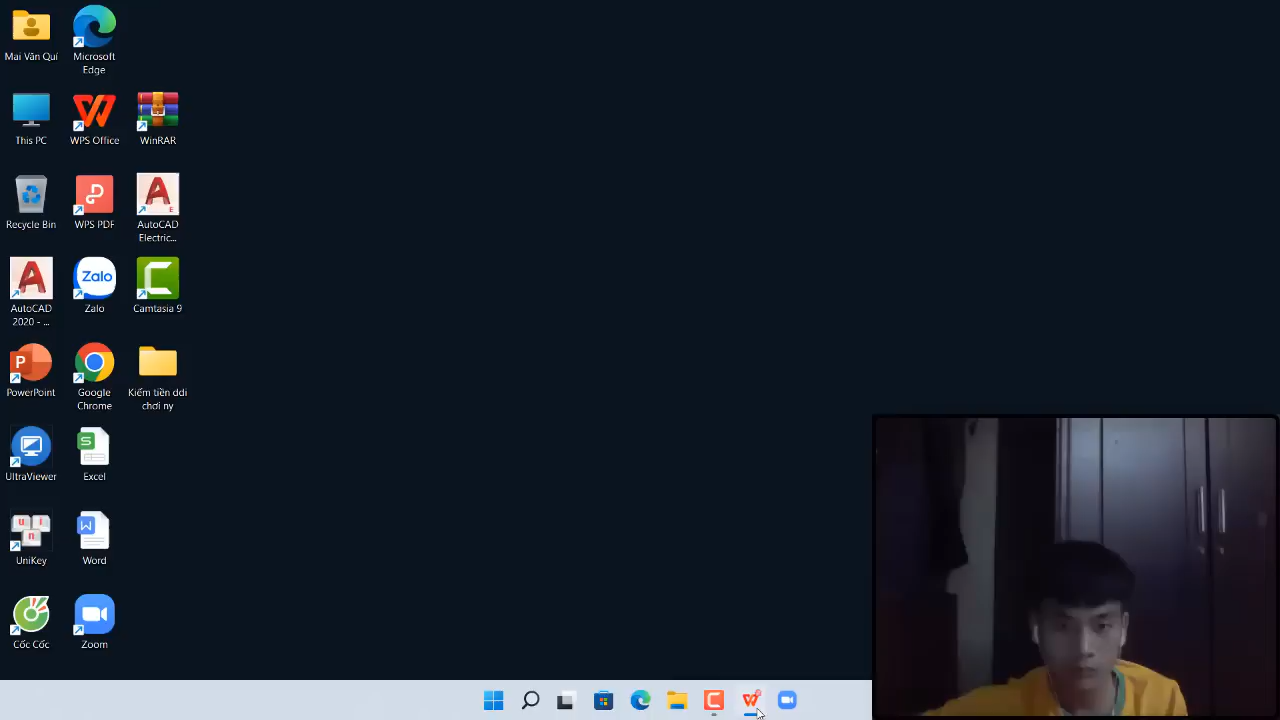 Mai Văn Quí
Microsoft
Edge
This PC
WPS Office
WinRAR
Recycle Bin
WPS PDF
AutoCAD
Electric...
AutoCAD
2020 - ...
Zalo
Zalo
Camtasia 9
PowerPoint
Google
Chrome
Kiếm tiền ddi
chơi ny
UltraViewer
Excel
UniKey
Word
Cốc Cốc
Zoom